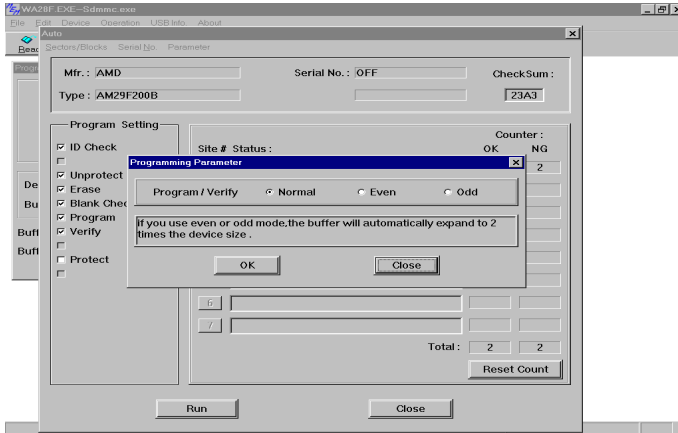 WA28F.EXE-Sdmmc.exe
File Edit Device Operation USB Info. About
Auto
Sectors/Blocks Serial No. Parameter
Mfr. : AMD
Serial No. : OFF
CheckSum :
Type : AM29F200B
23A3
Program Setting
ID Check
Unprotect
Erase
Program
Verify
Protect
Counter :
Site # Status :
OK NG
2
Programming Parameter
Program / Verify Normal Even Odd
if you use even or odd mode,the buffer will automatically expand to 2
times the device size .
OK Close
6
7
Total : 2 2
Reset Count
Run Close